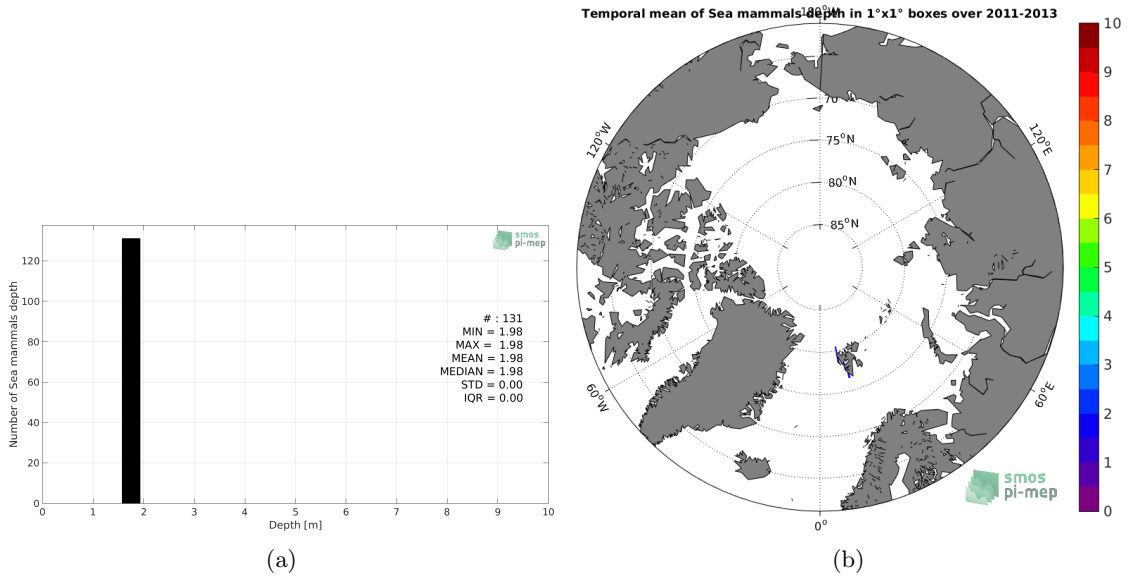 Number of Sea mammals depth
120
100
80
60
40
20
0
smos
pi-mep
# : 131
MIN = 1.98
MAX = 1.98
MEAN = 1.98
MEDIAN = 1.98
STD = 0.00
IQR = 0.00
0 1 2 3 4 5 6 7 8 9 10
Depth [m]
(a)
Temporal mean of Sea mammals depth in 1°x1° boxes over 2011-2013
180°W
120°W
120°E
60°W
60°E
0°
70
75°N
80°N
85°N
smos
pi-mep
10
9
8
7
6
5
4
3
2
1
0
(b)